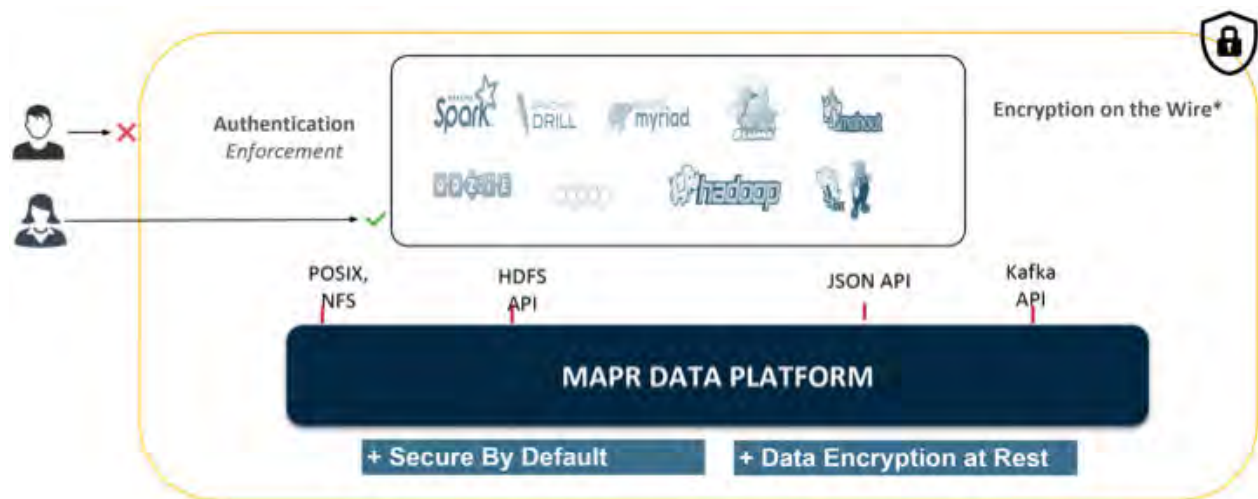 Authentication
Enforcement
Spark
DRILL
myriad
mahout
hadoop
Encryption on the Wire*
POSIX,
NFS
HDFS
API
JSON API
Kafka
API
MAPR DATA PLATFORM
+ Secure By Default
+ Data Encryption at Rest